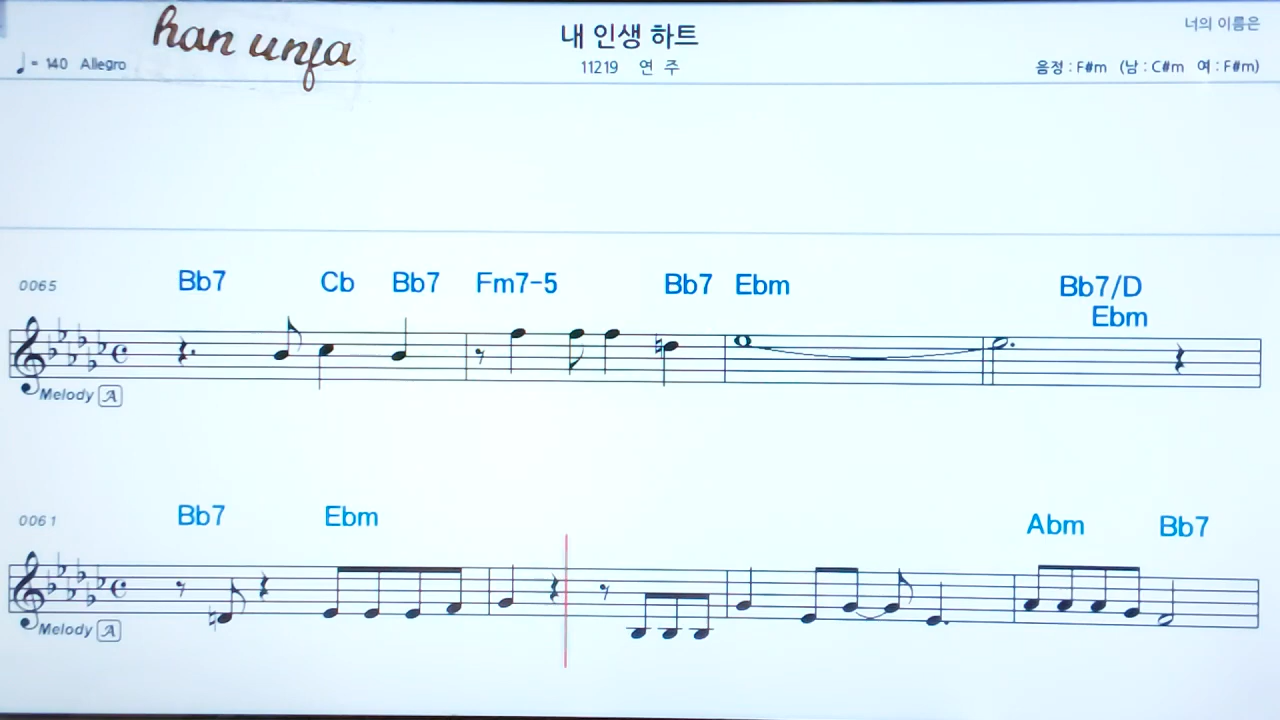 han unfa
내 인생 하트
너의 이름은
♩= 140 Allegro
11219 연 주
음정 : F#m (남 : C#m 여 : F#m)
0065 Bb7 Cb Bb7 Fm7-5 Bb7 Ebm Bb7/D
Ebm
Melody A
0061 Bb7 Ebm Abm Bb7
Melody A